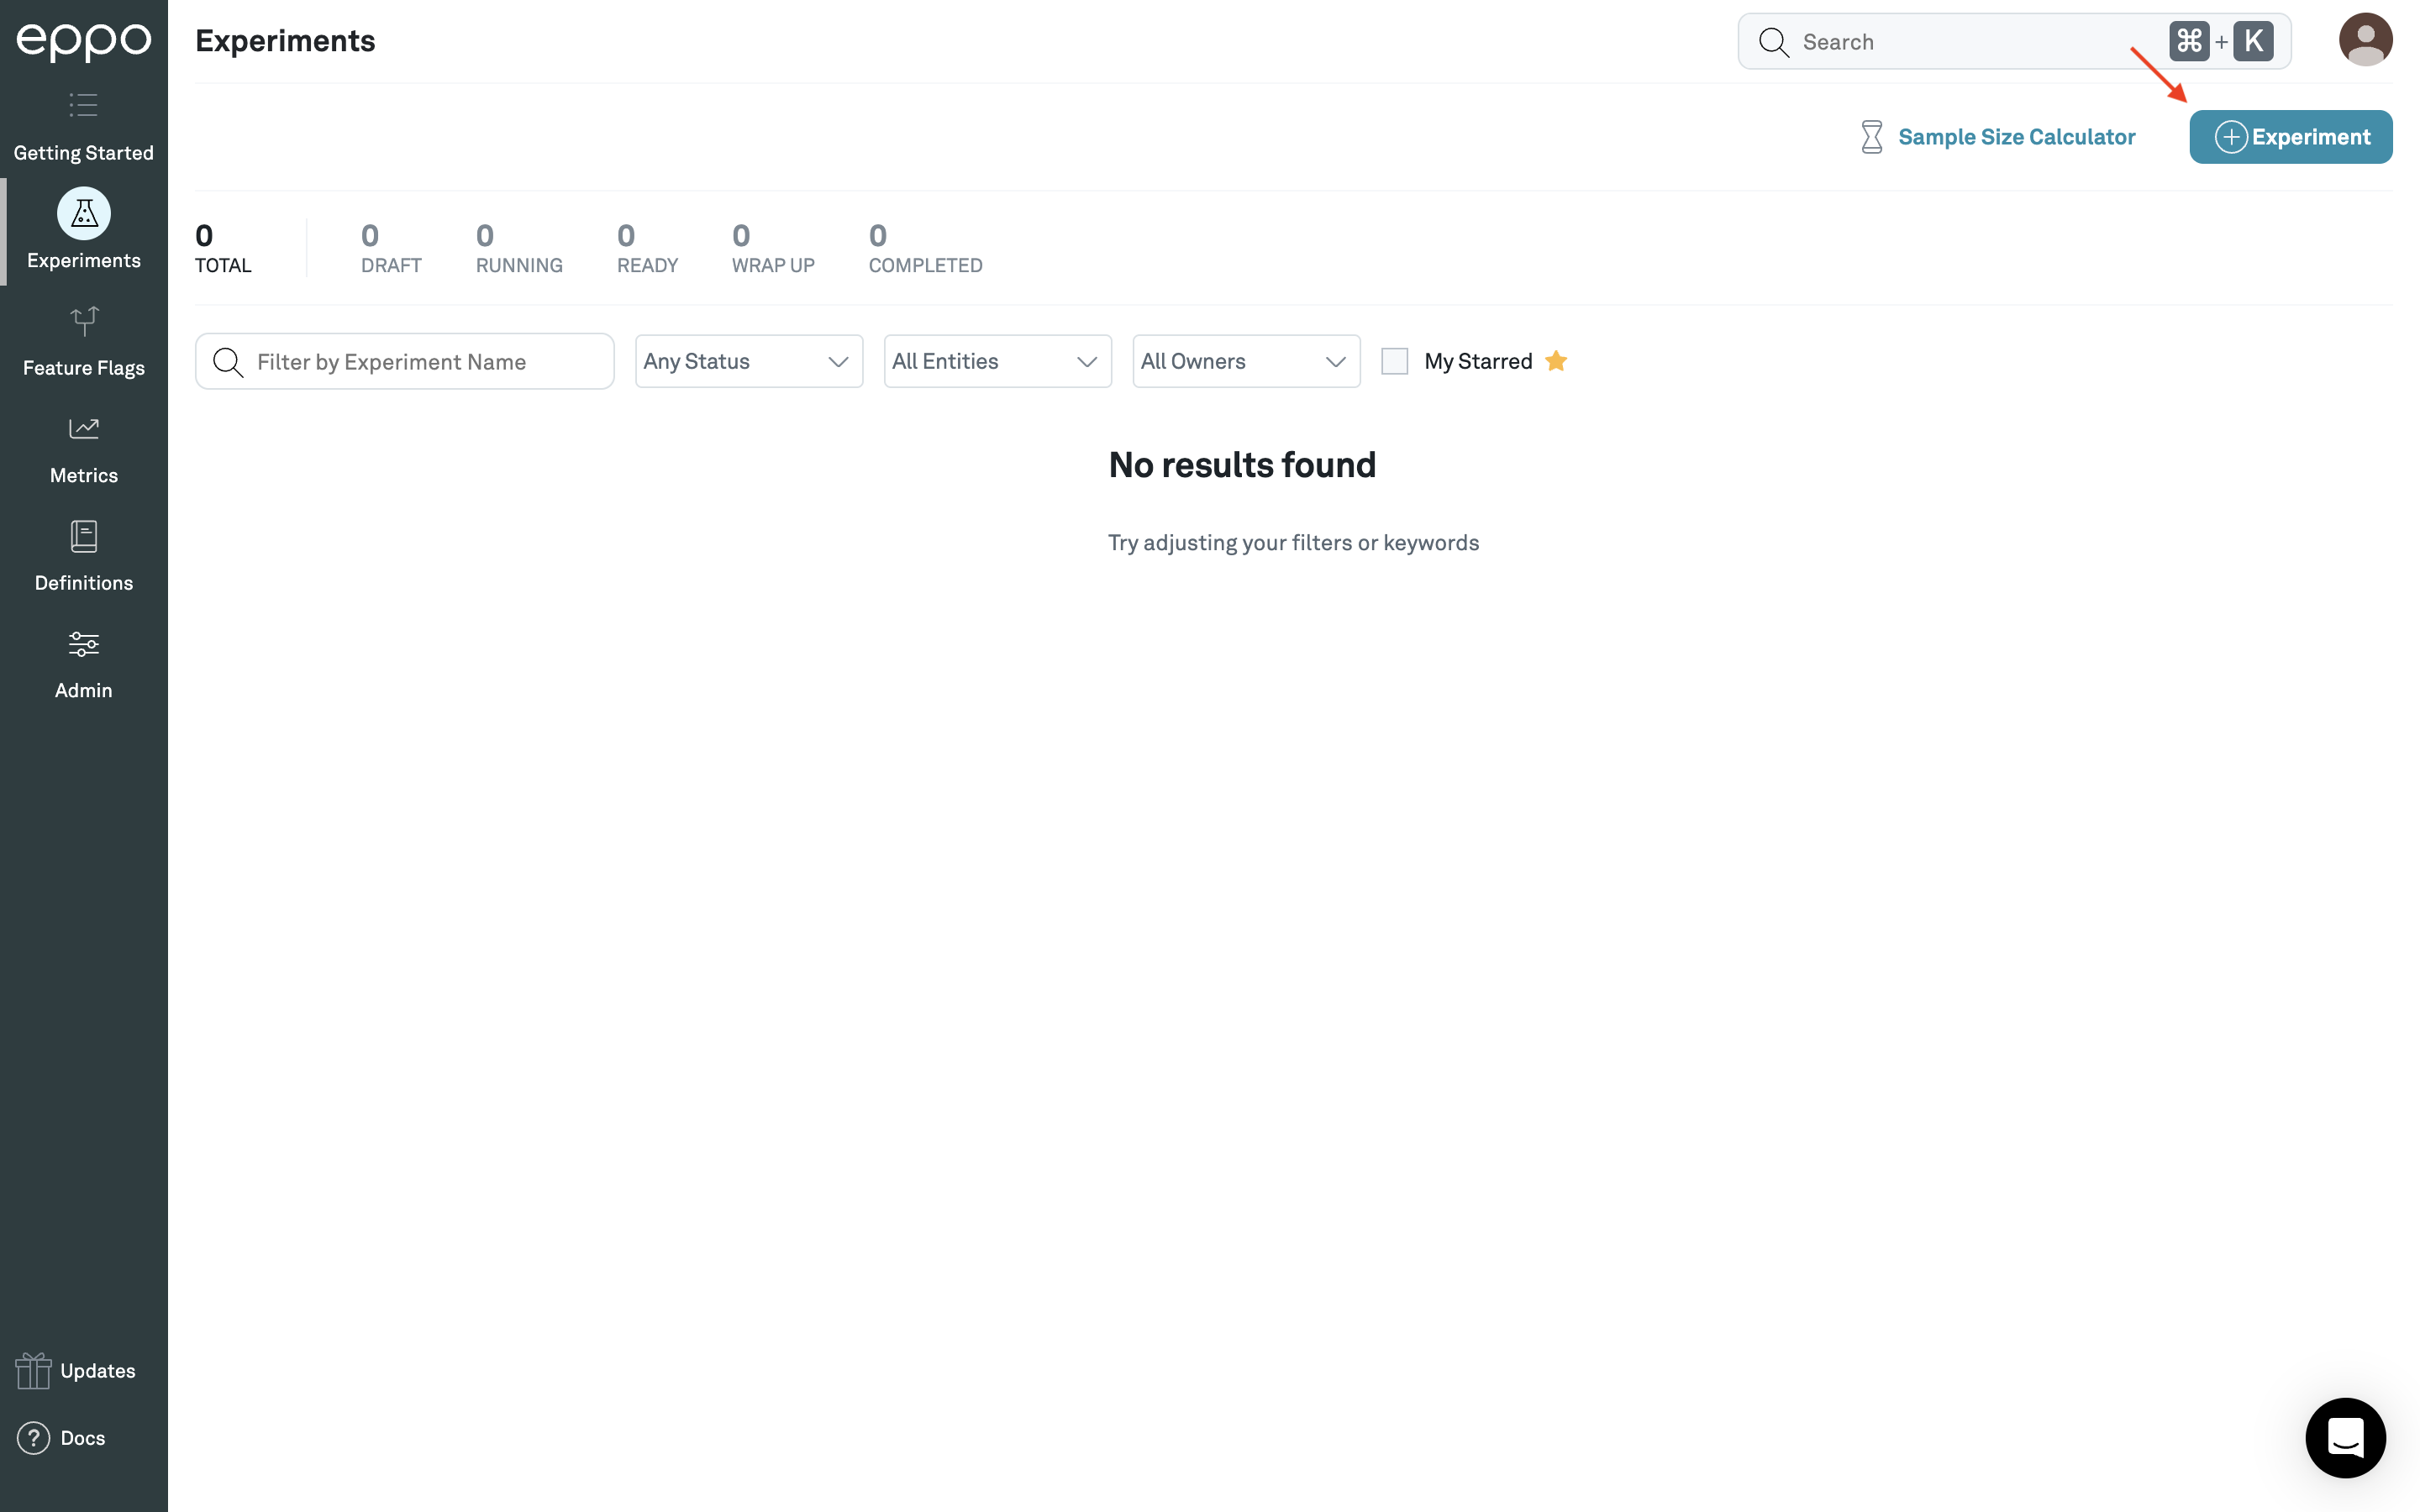 eppo
Getting Started
Experiments
Feature Flags
Metrics
Definitions
Admin
Updates
? Docs
Experiments
Search
⌘ + K
Sample Size Calculator
Experiment
0 TOTAL
0 DRAFT
0 RUNNING
0 READY
0 WRAP UP
0 COMPLETED
Filter by Experiment Name
Any Status
All Entities
All Owners
My Starred
No results found
Try adjusting your filters or keywords